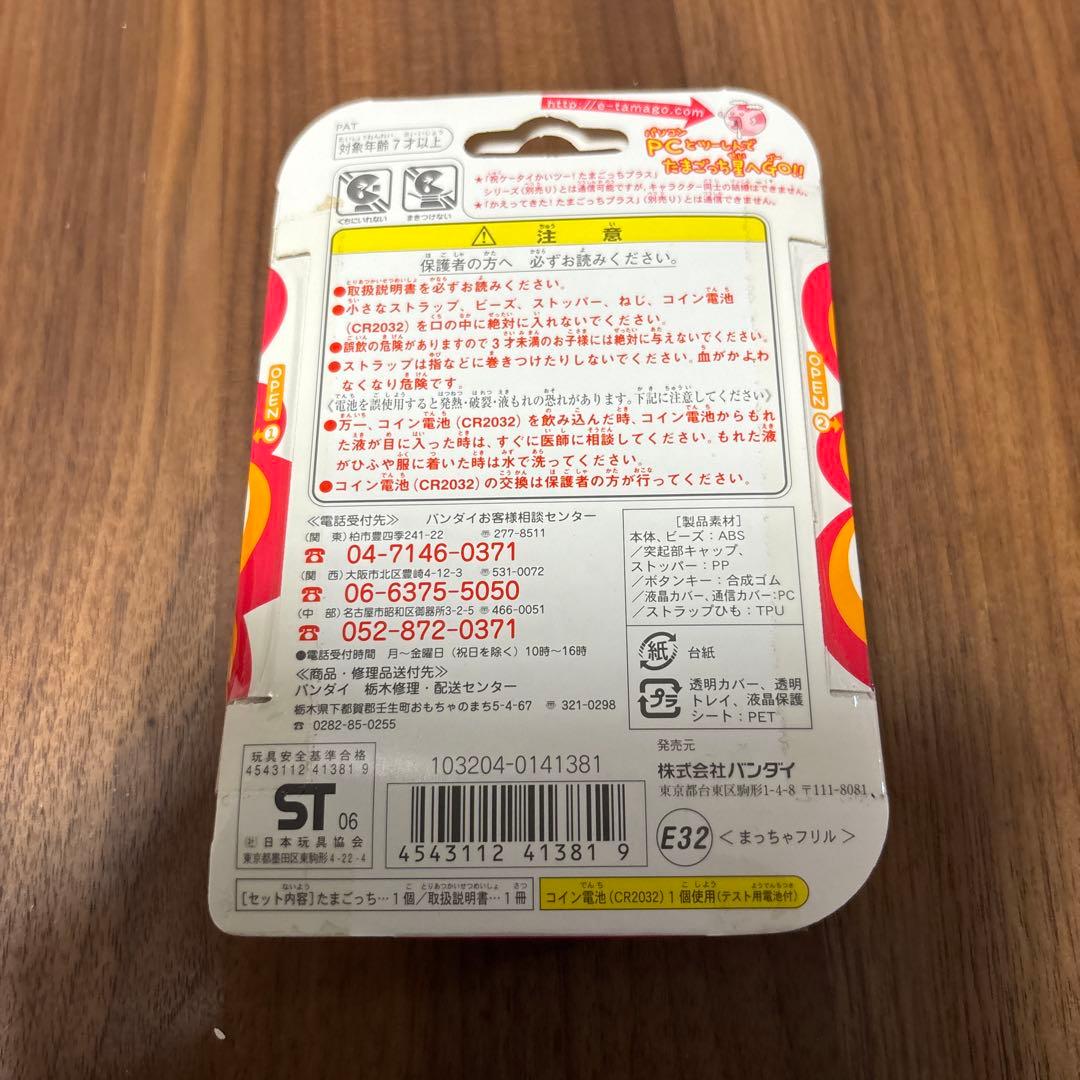 http://e-tamago.com
PAT
対象年齢7才以上
パソコン
PCとツーしんで
たまごっち星へGO!!
★「祝ケータイかいツー!たまごっちプラス」
シリーズ(別売り)とは通信可能ですが、キャラクター同士の結婚はできません。
★「かえってきた!たまごっちプラス」(別売り)とは通信できません。
くちにいれない
まきつけない
⚠ 注意
保護者の方へ 必ずお読みください。
●取扱説明書を必ずお読みください。
●小さなストラップ、ビーズ、ストッパー、ねじ、コイン電池
(CR2032)を口の中に絶対に入れないでください。
●誤飲の危険がありますので3才未満のお子様には絶対に与えないでください。
●ストラップは指などに巻きつけたりしないでください。血がかよわ
なくなり危険です。
《電池を誤使用すると発熱・破裂・液もれの恐れがあります。下記に注意してください》
●万一、コイン電池(CR2032)を飲み込んだ時、コイン電池からもれ
た液が目に入った時は、すぐに医師に相談してください。もれた液
がひふや服に着いた時は水で洗ってください。
●コイン電池(CR2032)の交換は保護者の方が行ってください。
OPEN
1
OPEN
2
≪電話受付先≫ バンダイお客様相談センター
(関 東)柏市豊四季241-22 〠277-8511
☎ 04-7146-0371
(関 西)大阪市北区豊崎4-12-3 〠531-0072
☎ 06-6375-5050
(中 部)名古屋市昭和区御器所3-2-5 〠466-0051
☎ 052-872-0371
●電話受付時間 月〜金曜日(祝日を除く)10時〜16時
≪商品・修理品送付先≫
バンダイ 栃木修理・配送センター
栃木県下都賀郡壬生町おもちゃのまち5-4-67 〠321-0298
☎ 0282-85-0255
[製品素材]
本体、ビーズ:ABS
/突起部キャップ、
ストッパー:PP
/ボタンキー:合成ゴム
/液晶カバー、通信カバー:PC
/ストラップひも:TPU
紙 台紙
プラ 透明カバー、透明
トレイ、液晶保護
シート:PET
玩具安全基準合格
4543112 41381 9
ST 06
(社)日本玩具協会
東京都墨田区東駒形4-22-4
103204-0141381
4543112 413819
発売元
株式会社バンダイ
東京都台東区駒形1-4-8 〒111-8081
E32 <まっちゃフリル>
[セット内容]たまごっち…1個/取扱説明書…1冊
コイン電池(CR2032)1個使用(テスト用電池付)